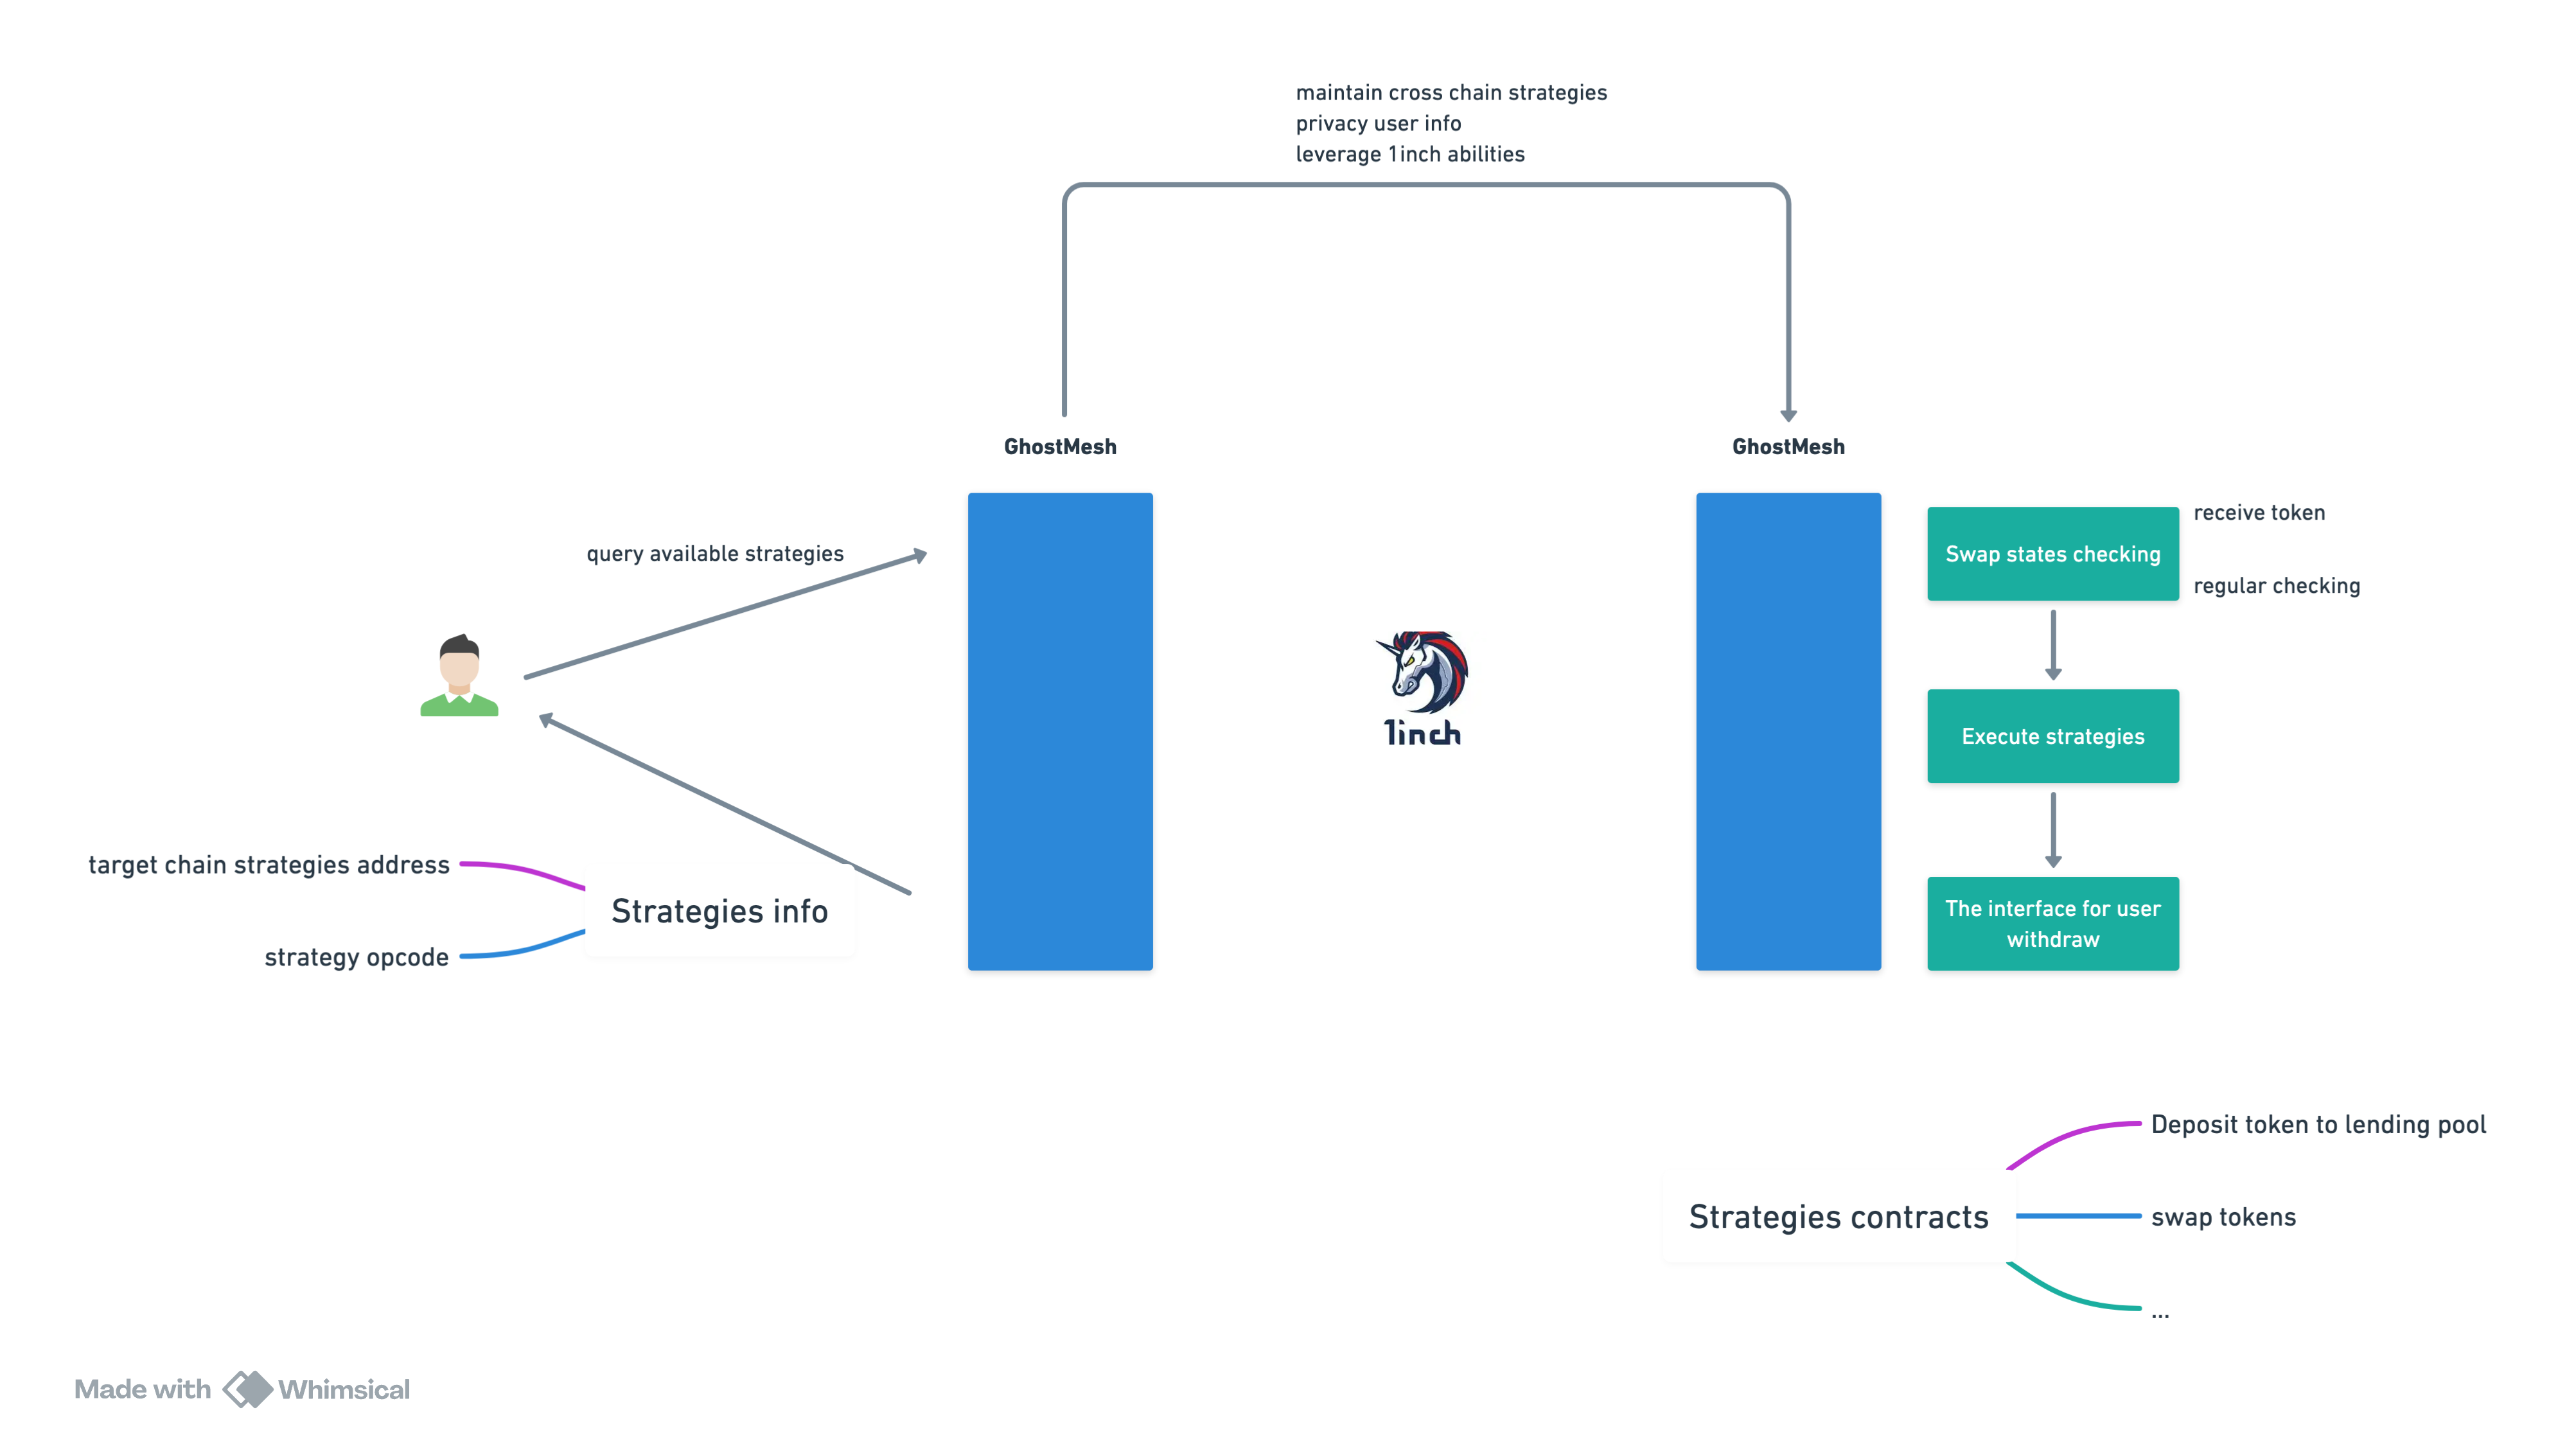 maintain cross chain strategies
privacy user info
leverage 1inch abilities
GhostMesh
GhostMesh
query available strategies
receive token
Swap states checking
regular checking
1inch
Execute strategies
target chain strategies address
Strategies info
strategy opcode
The interface for user
withdraw
Deposit token to lending pool
Strategies contracts
swap tokens
...
Made with Whimsical